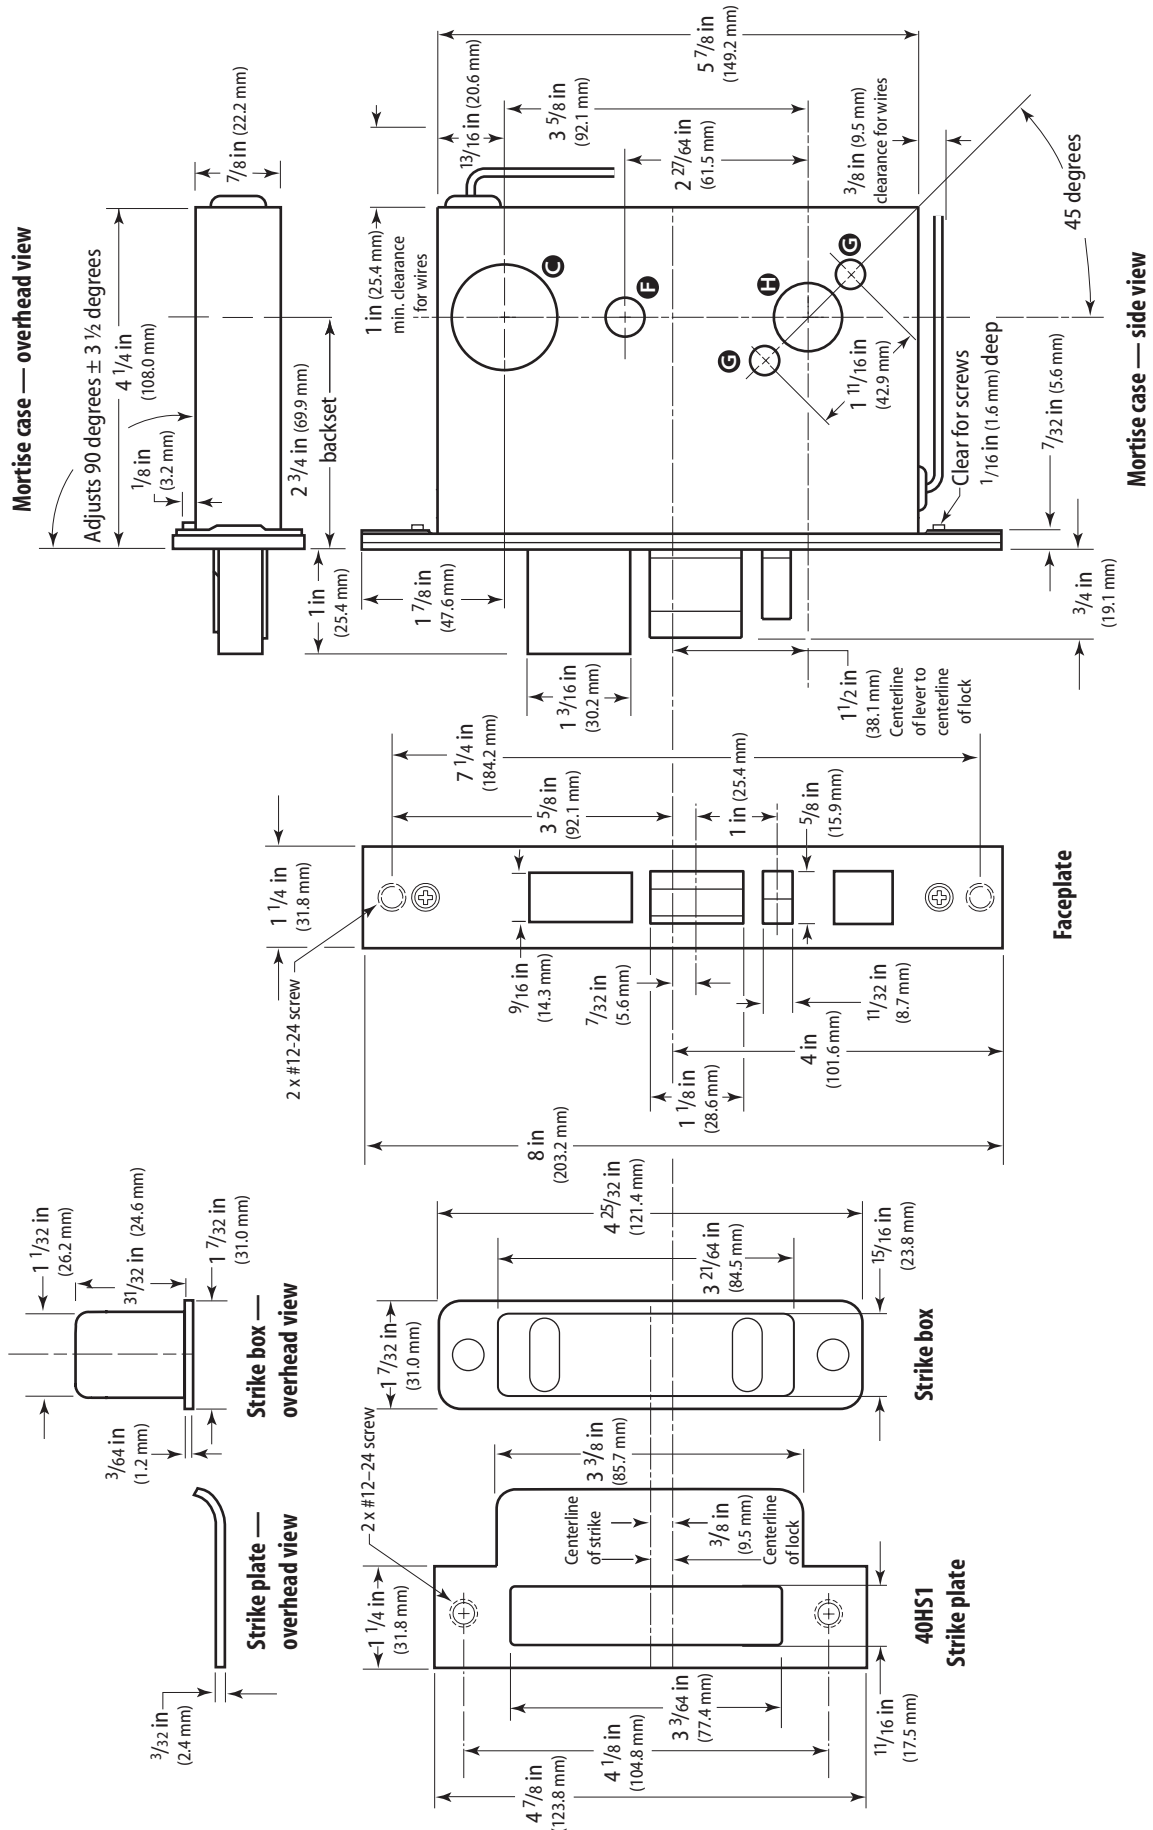 Mortise case — overhead view
Adjusts 90 degrees ± 3 ½ degrees
4 1/4 in
(108.0 mm)
7/8 in (22.2 mm)
1/8 in
(3.2 mm)
2 3/4 in (69.9 mm)
backset
1 in
(25.4 mm)
Mortise case — side view
1 in (25.4 mm)
min. clearance
for wires
13/16 in (20.6 mm)
3 5/8 in
(92.1 mm)
5 7/8 in
(149.2 mm)
2 27/64 in
(61.5 mm)
3/8 in (9.5 mm)
clearance for wires
45 degrees
C
F
H
G
G
1 11/16 in
(42.9 mm)
Clear for screws
1/16 in (1.6 mm) deep
7/32 in (5.6 mm)
3/4 in
(19.1 mm)
1 7/8 in
(47.6 mm)
1 3/16 in
(30.2 mm)
1 1/2 in
(38.1 mm)
Centerline
of lever to
centerline
of lock
Faceplate
7 1/4 in
(184.2 mm)
3 5/8 in
(92.1 mm)
1 in (25.4 mm)
5/8 in
(15.9 mm)
1 1/4 in
(31.8 mm)
2 x #12-24 screw
9/16 in
(14.3 mm)
7/32 in
(5.6 mm)
11/32 in
(8.7 mm)
4 in
(101.6 mm)
1 1/8 in
(28.6 mm)
8 in
(203.2 mm)
Strike box —
overhead view
1 1/32 in
(26.2 mm)
31/32 in (24.6 mm)
1 7/32 in
(31.0 mm)
3/64 in
(1.2 mm)
Strike box
4 25/32 in
(121.4 mm)
3 21/64 in
(84.5 mm)
15/16 in
(23.8 mm)
1 7/32 in
(31.0 mm)
Strike plate —
overhead view
3/32 in
(2.4 mm)
40HS1
Strike plate
2 x #12–24 screw
3 3/8 in
(85.7 mm)
Centerline
of strike
3/8 in
(9.5 mm)
Centerline
of lock
1 1/4 in
(31.8 mm)
3 3/64 in
(77.4 mm)
4 1/8 in
(104.8 mm)
4 7/8 in
(123.8 mm)
11/16 in
(17.5 mm)